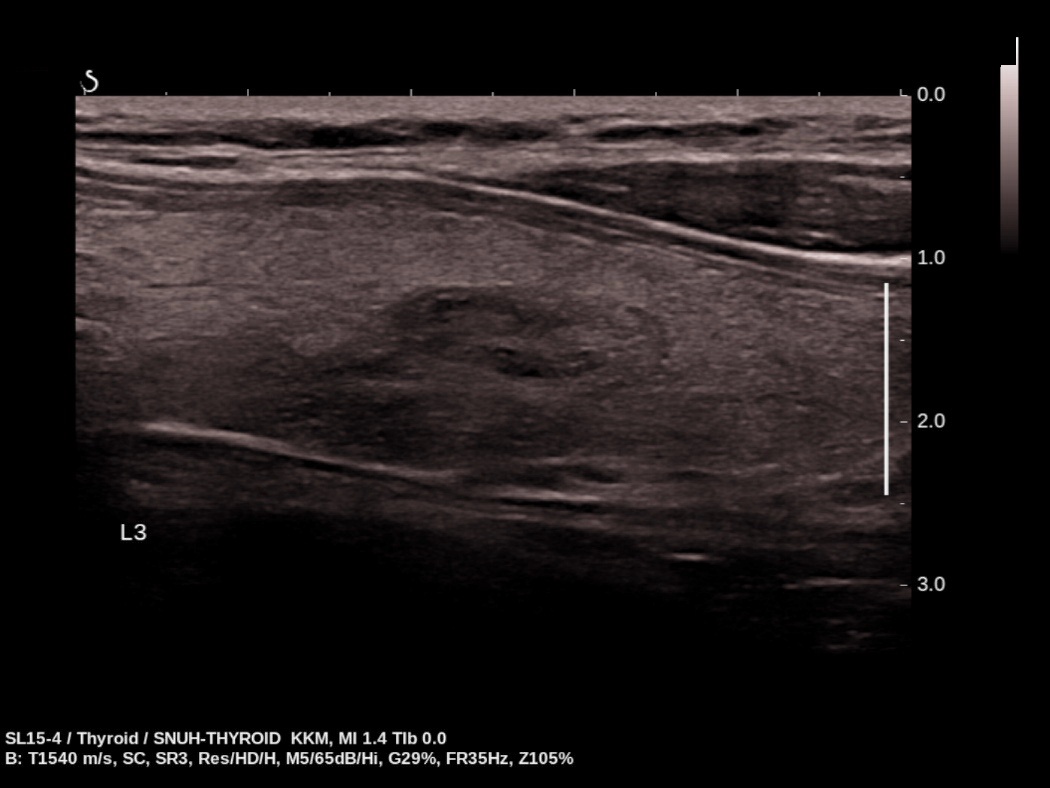 S
0.0
1.0
2.0
L3
3.0
SL15-4 / Thyroid / SNUH-THYROID KKM, MI 1.4 TIb 0.0
B: T1540 m/s, SC, SR3, Res/HD/H, M5/65dB/Hi, G29%, FR35Hz, Z105%